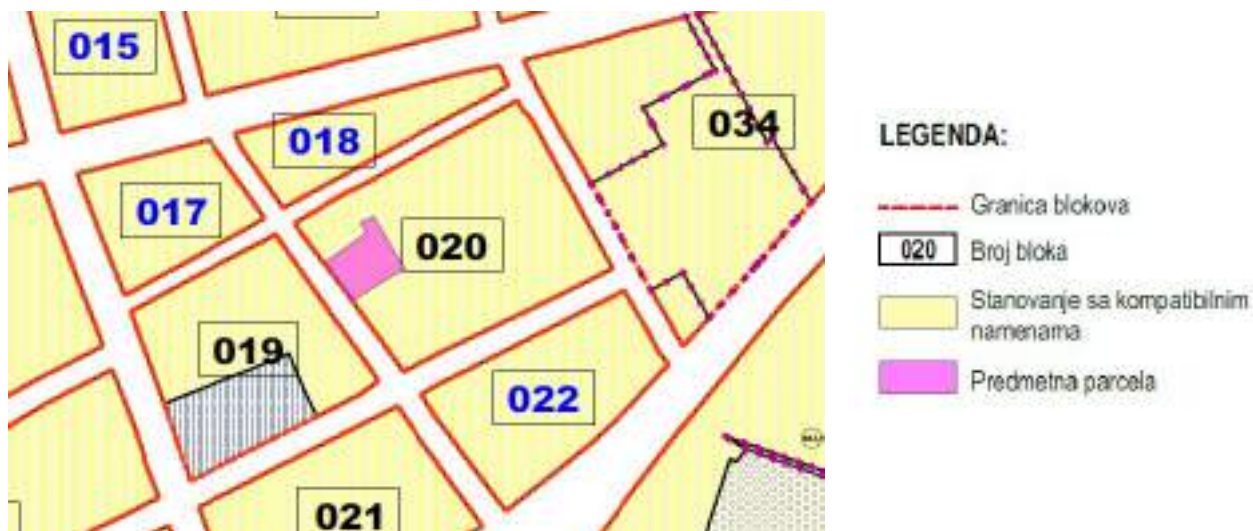 015
018
034
017
020
019
022
021
LEGENDA:
Granica blokova
020 Broj bloka
Stanovanje sa kompatibilnim
namenama
Predmetna parcela